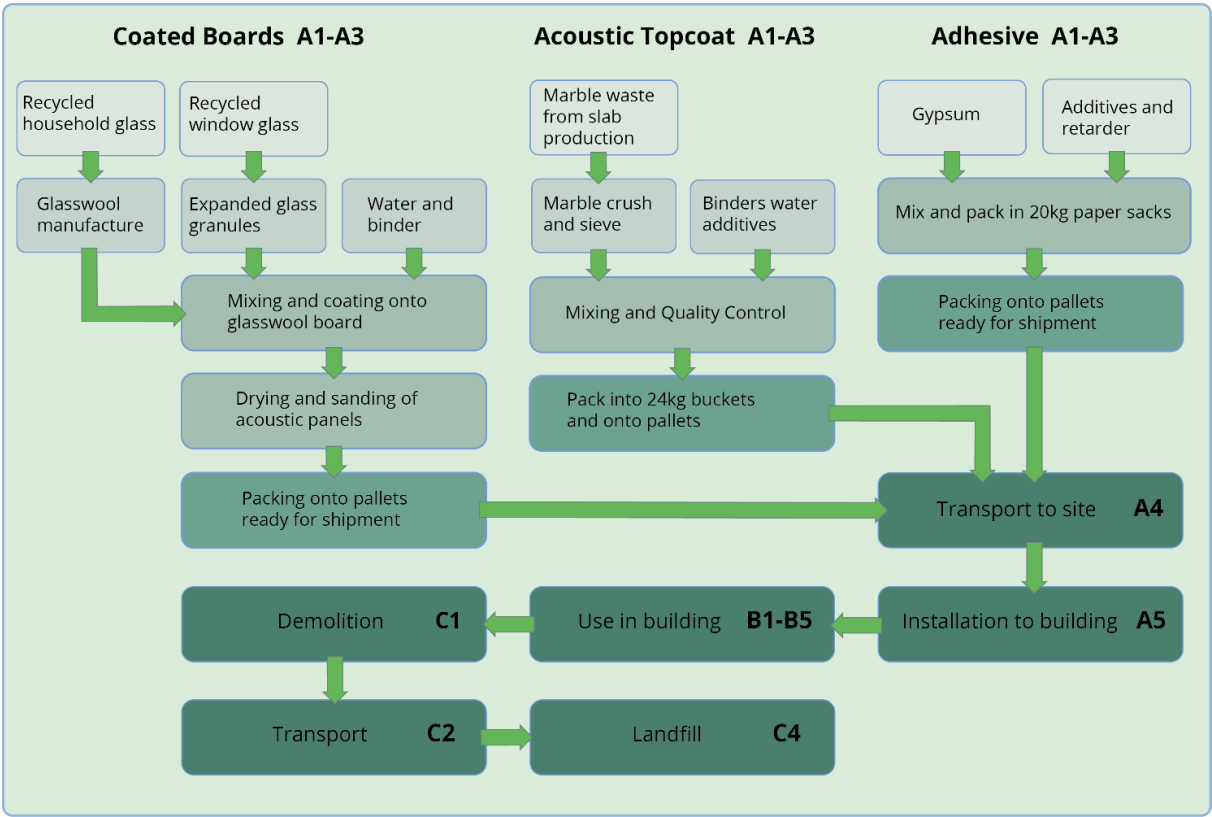 Coated Boards A1-A3
Recycled
household glass
Recycled
window glass
Glasswool
manufacture
Expanded glass
granules
Water and
binder
Mixing and coating onto
glasswool board
Drying and sanding of
acoustic panels
Packing onto pallets
ready for shipment
Acoustic Topcoat A1-A3
Marble waste
from slab
production
Marble crush
and sieve
Binders water
additives
Mixing and Quality Control
Pack into 24kg buckets
and onto pallets
Adhesive A1-A3
Gypsum
Additives and
retarder
Mix and pack in 20kg paper sacks
Packing onto pallets
ready for shipment
Transport to site A4
Installation to building A5
Use in building B1-B5
Demolition C1
Transport C2
Landfill C4